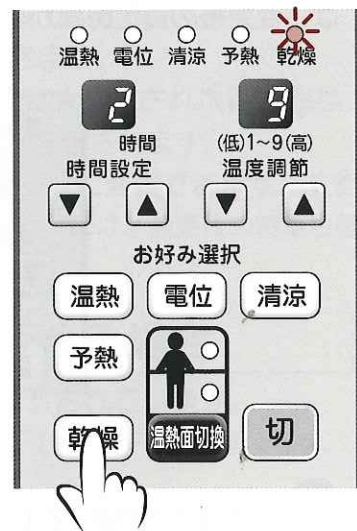 温熱 電位 清涼 予熱 乾燥
2 9
時間 (低)1~9(高)
時間設定 温度調節
▼ ▲ ▼ ▲
お好み選択
温熱 電位 清涼
予熱
乾燥 温熱面切換 切